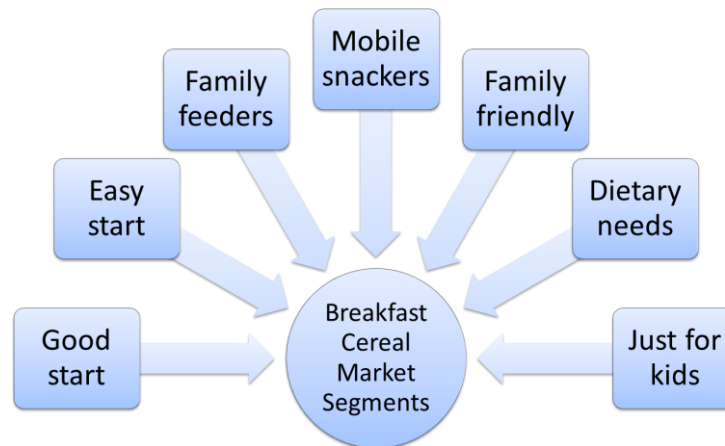 Mobile
snackers
Family
feeders
Family
friendly
Easy
start
Dietary
needs
Good
start
Breakfast
Cereal
Market
Segments
Just for
kids